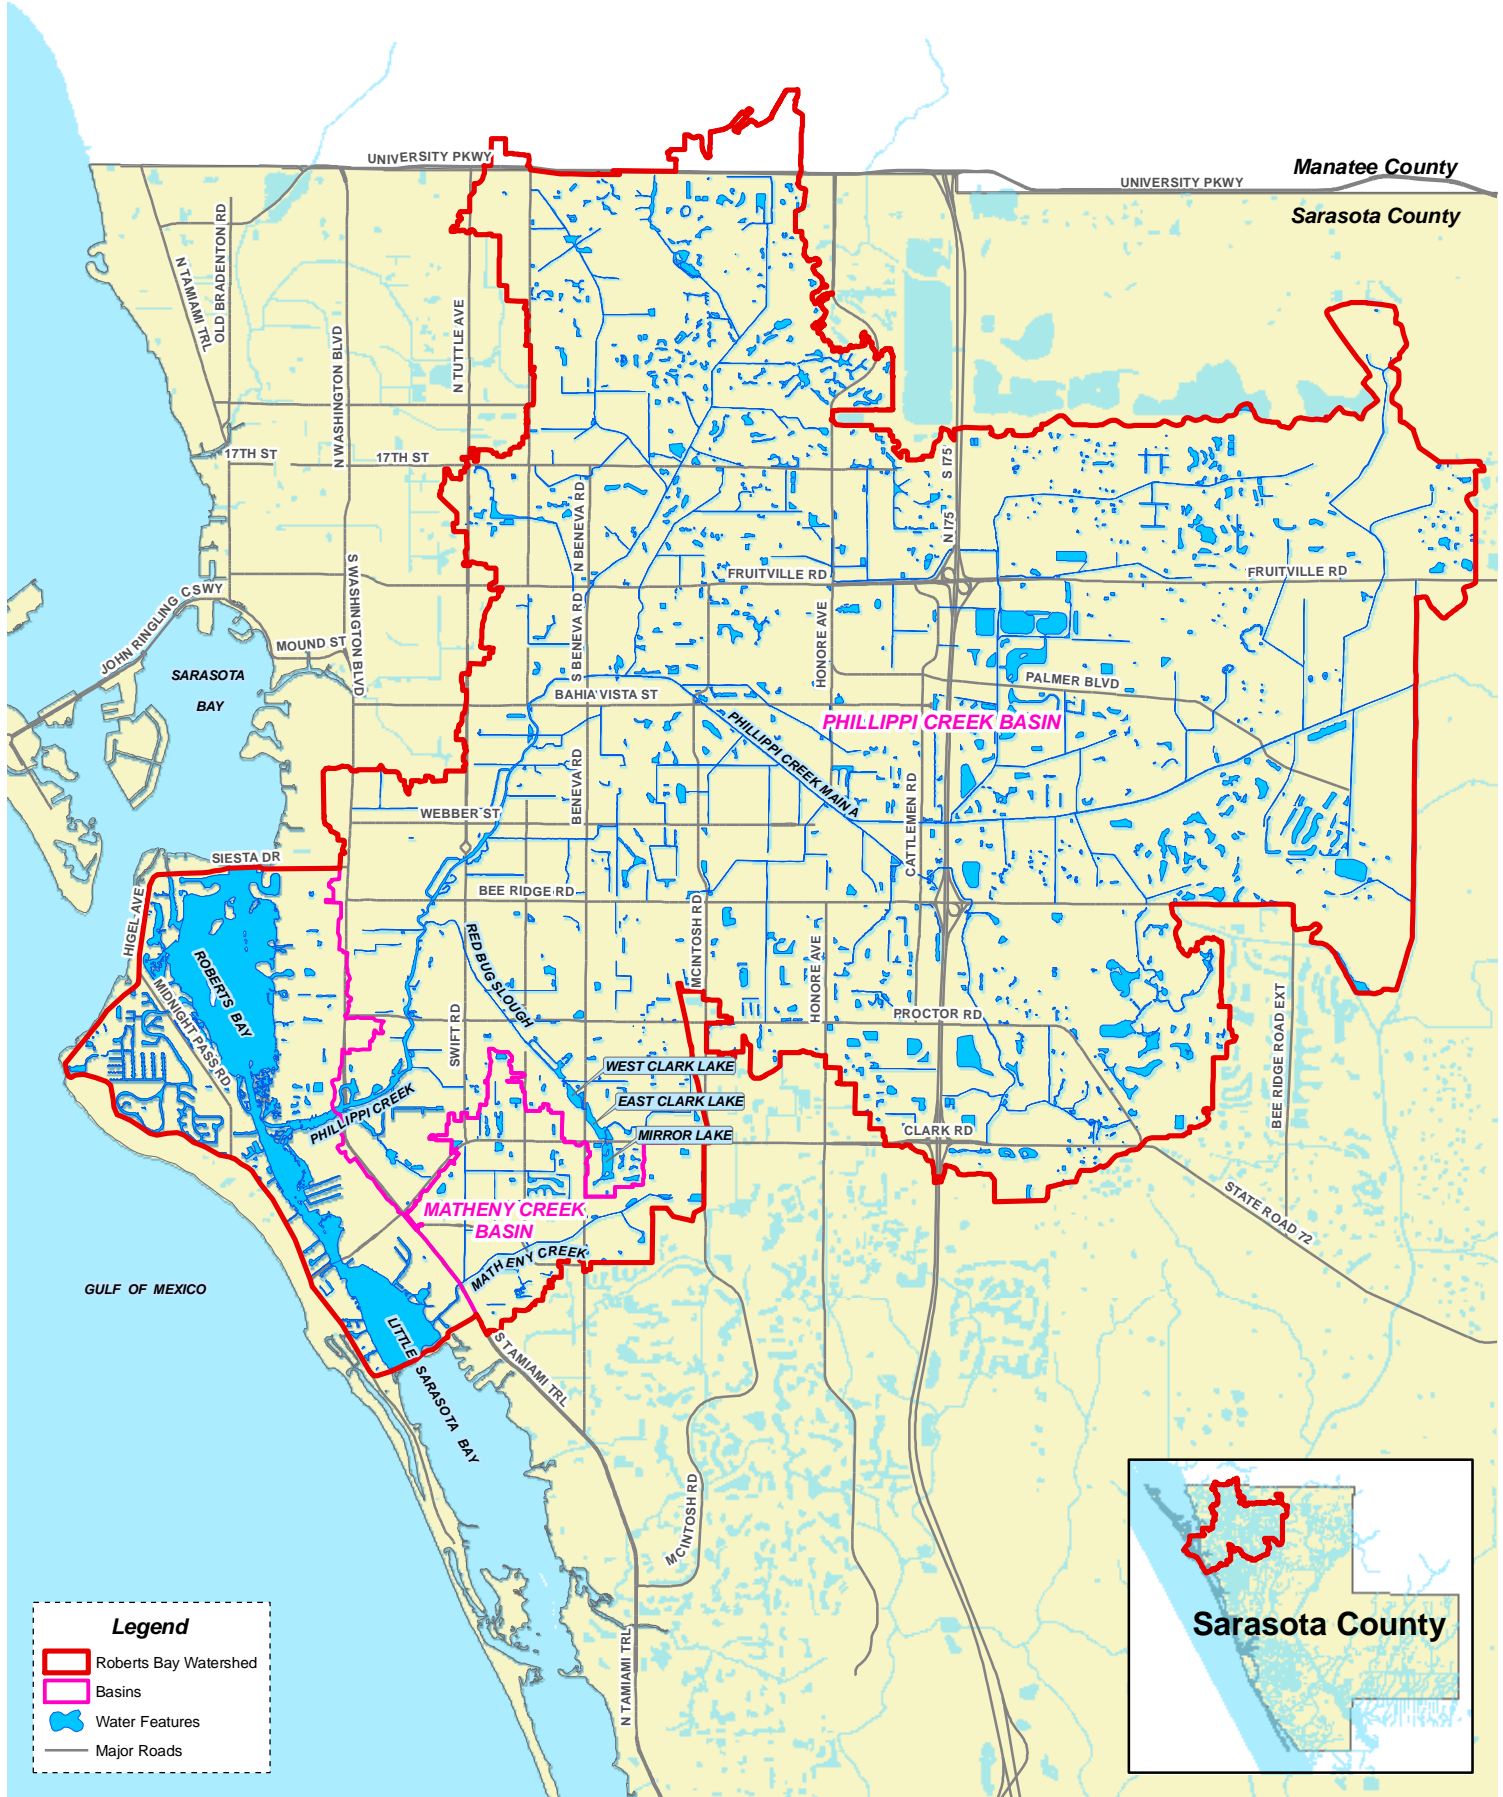 UNIVERSITY PKWY
Manatee County
UNIVERSITY PKWY
Sarasota County
N TAMIAMI TRL
OLD BRADENTON RD
N WASHINGTON BLVD
N TUTTLE AVE
17TH ST
17TH ST
S I75
N I75
N BENEVA RD
S BENEVA RD
FRUITVILLE RD
FRUITVILLE RD
JOHN RINGLING CSWY
MOUND ST
S WASHINGTON BLVD
HONORE AVE
SARASOTA
BAY
BAHIA VISTA ST
PALMER BLVD
PHILLIPPI CREEK BASIN
PHILLIPPI CREEK MAIN A
BENEVA RD
CATTLEMEN RD
WEBBER ST
SIESTA DR
BEE RIDGE RD
HIGEL AVE
MCINTOSH RD
RED BUG SLOUGH
ROBERTS BAY
HONORE AVE
MIDNIGHT PASS RD
SWIFT RD
PROCTOR RD
BEE RIDGE ROAD EXT
WEST CLARK LAKE
EAST CLARK LAKE
PHILLIPPI CREEK
MIRROR LAKE
CLARK RD
MATHENY CREEK
BASIN
STATE ROAD 72
MATHENY CREEK
GULF OF MEXICO
LITTLE SARASOTA BAY
S TAMIAMI TRL
MCINTOSH RD
N TAMIAMI TRL
Legend
Roberts Bay Watershed
Basins
Water Features
Major Roads
Sarasota County